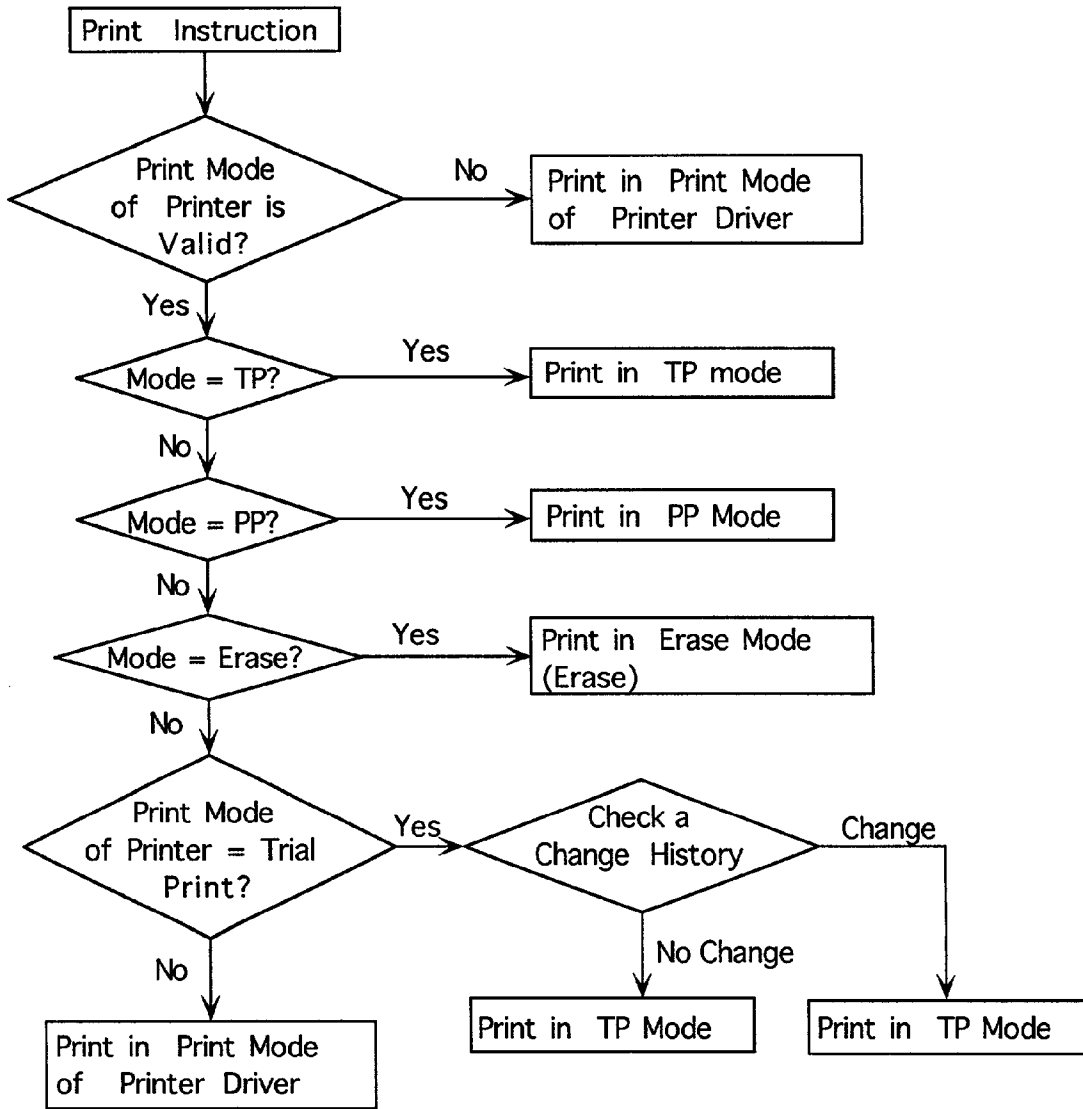 Print Instruction
Print Mode
of Printer is
Valid?
No
Print in Print Mode
of Printer Driver
Yes
Mode = TP?
Yes
Print in TP mode
No
Mode = PP?
Yes
Print in PP Mode
No
Mode = Erase?
Yes
Print in Erase Mode
(Erase)
No
Print Mode
of Printer = Trial
Print?
Yes
Check a
Change History
Change
No Change
No
Print in TP Mode
Print in TP Mode
Print in Print Mode
of Printer Driver